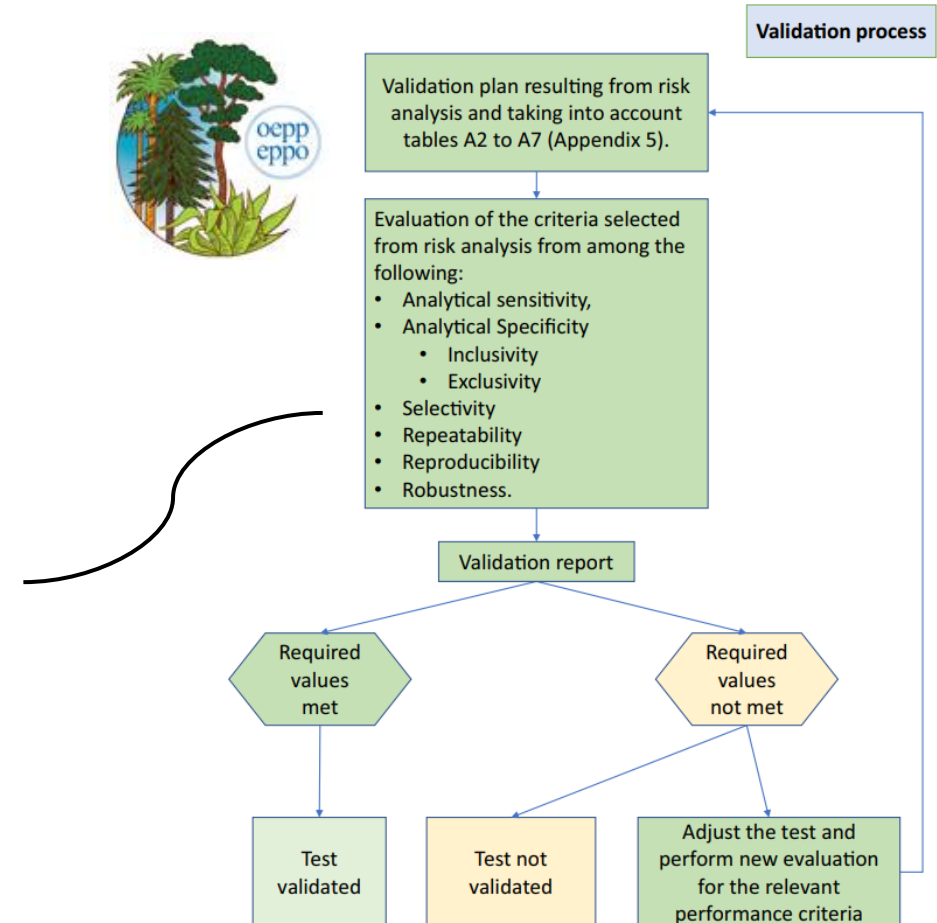 Validation process
oepp
eppo
Validation plan resulting from risk
analysis and taking into account
tables A2 to A7 (Appendix 5).
Evaluation of the criteria selected
from risk analysis from among the
following:
• Analytical sensitivity,
• Analytical Specificity
• Inclusivity
• Exclusivity
• Selectivity
• Repeatability
• Reproducibility
• Robustness.
Validation report
Required
values
met
Required
values
not met
Test
validated
Test not
validated
Adjust the test and
perform new evaluation
for the relevant
performance criteria